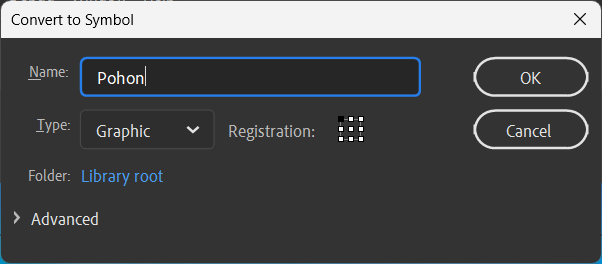 Convert to Symbol
Name: Pohon OK
Type: Graphic Registration: Cancel
Folder: Library root
Advanced